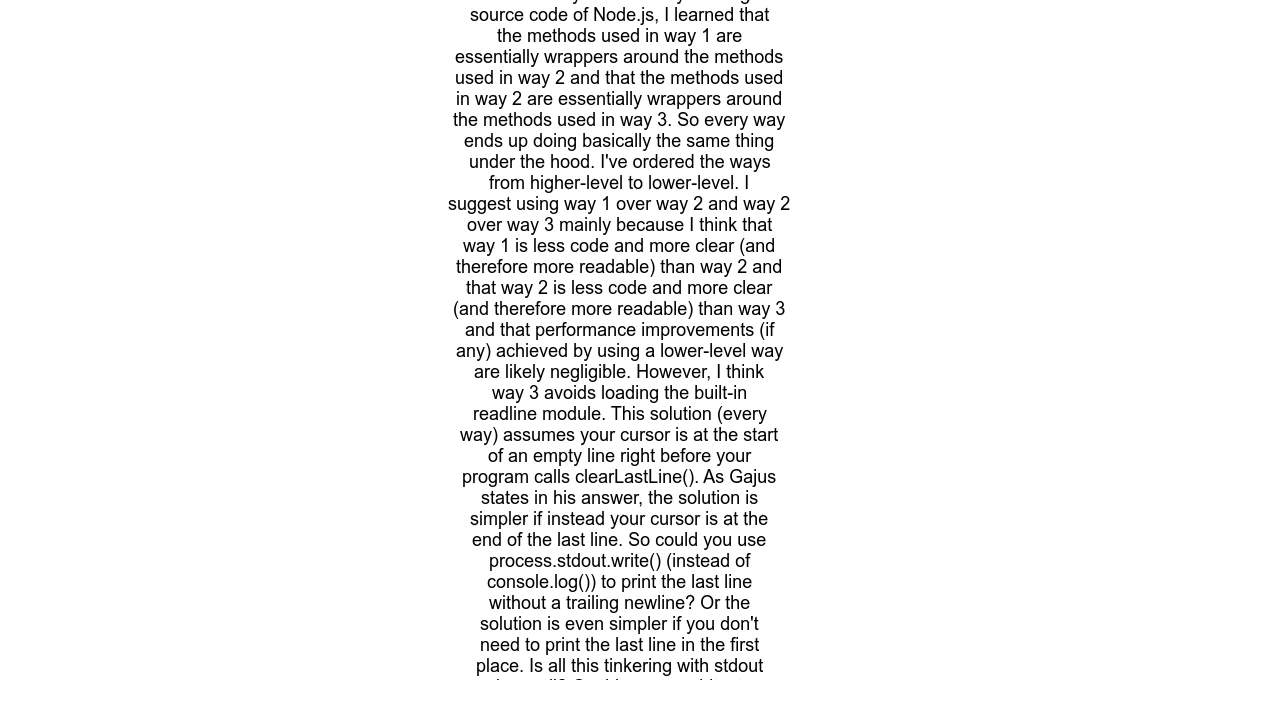 source code of Node.js, I learned that
the methods used in way 1 are
essentially wrappers around the methods
used in way 2 and that the methods used
in way 2 are essentially wrappers around
the methods used in way 3. So every way
ends up doing basically the same thing
under the hood. I've ordered the ways
from higher-level to lower-level. I
suggest using way 1 over way 2 and way 2
over way 3 mainly because I think that
way 1 is less code and more clear (and
therefore more readable) than way 2 and
that way 2 is less code and more clear
(and therefore more readable) than way 3
and that performance improvements (if
any) achieved by using a lower-level way
are likely negligible. However, I think
way 3 avoids loading the built-in
readline module. This solution (every
way) assumes your cursor is at the start
of an empty line right before your
program calls clearLastLine(). As Gajus
states in his answer, the solution is
simpler if instead your cursor is at the
end of the last line. So could you use
process.stdout.write() (instead of
console.log()) to print the last line
without a trailing newline? Or the
solution is even simpler if you don't
need to print the last line in the first
place. Is all this tinkering with stdout